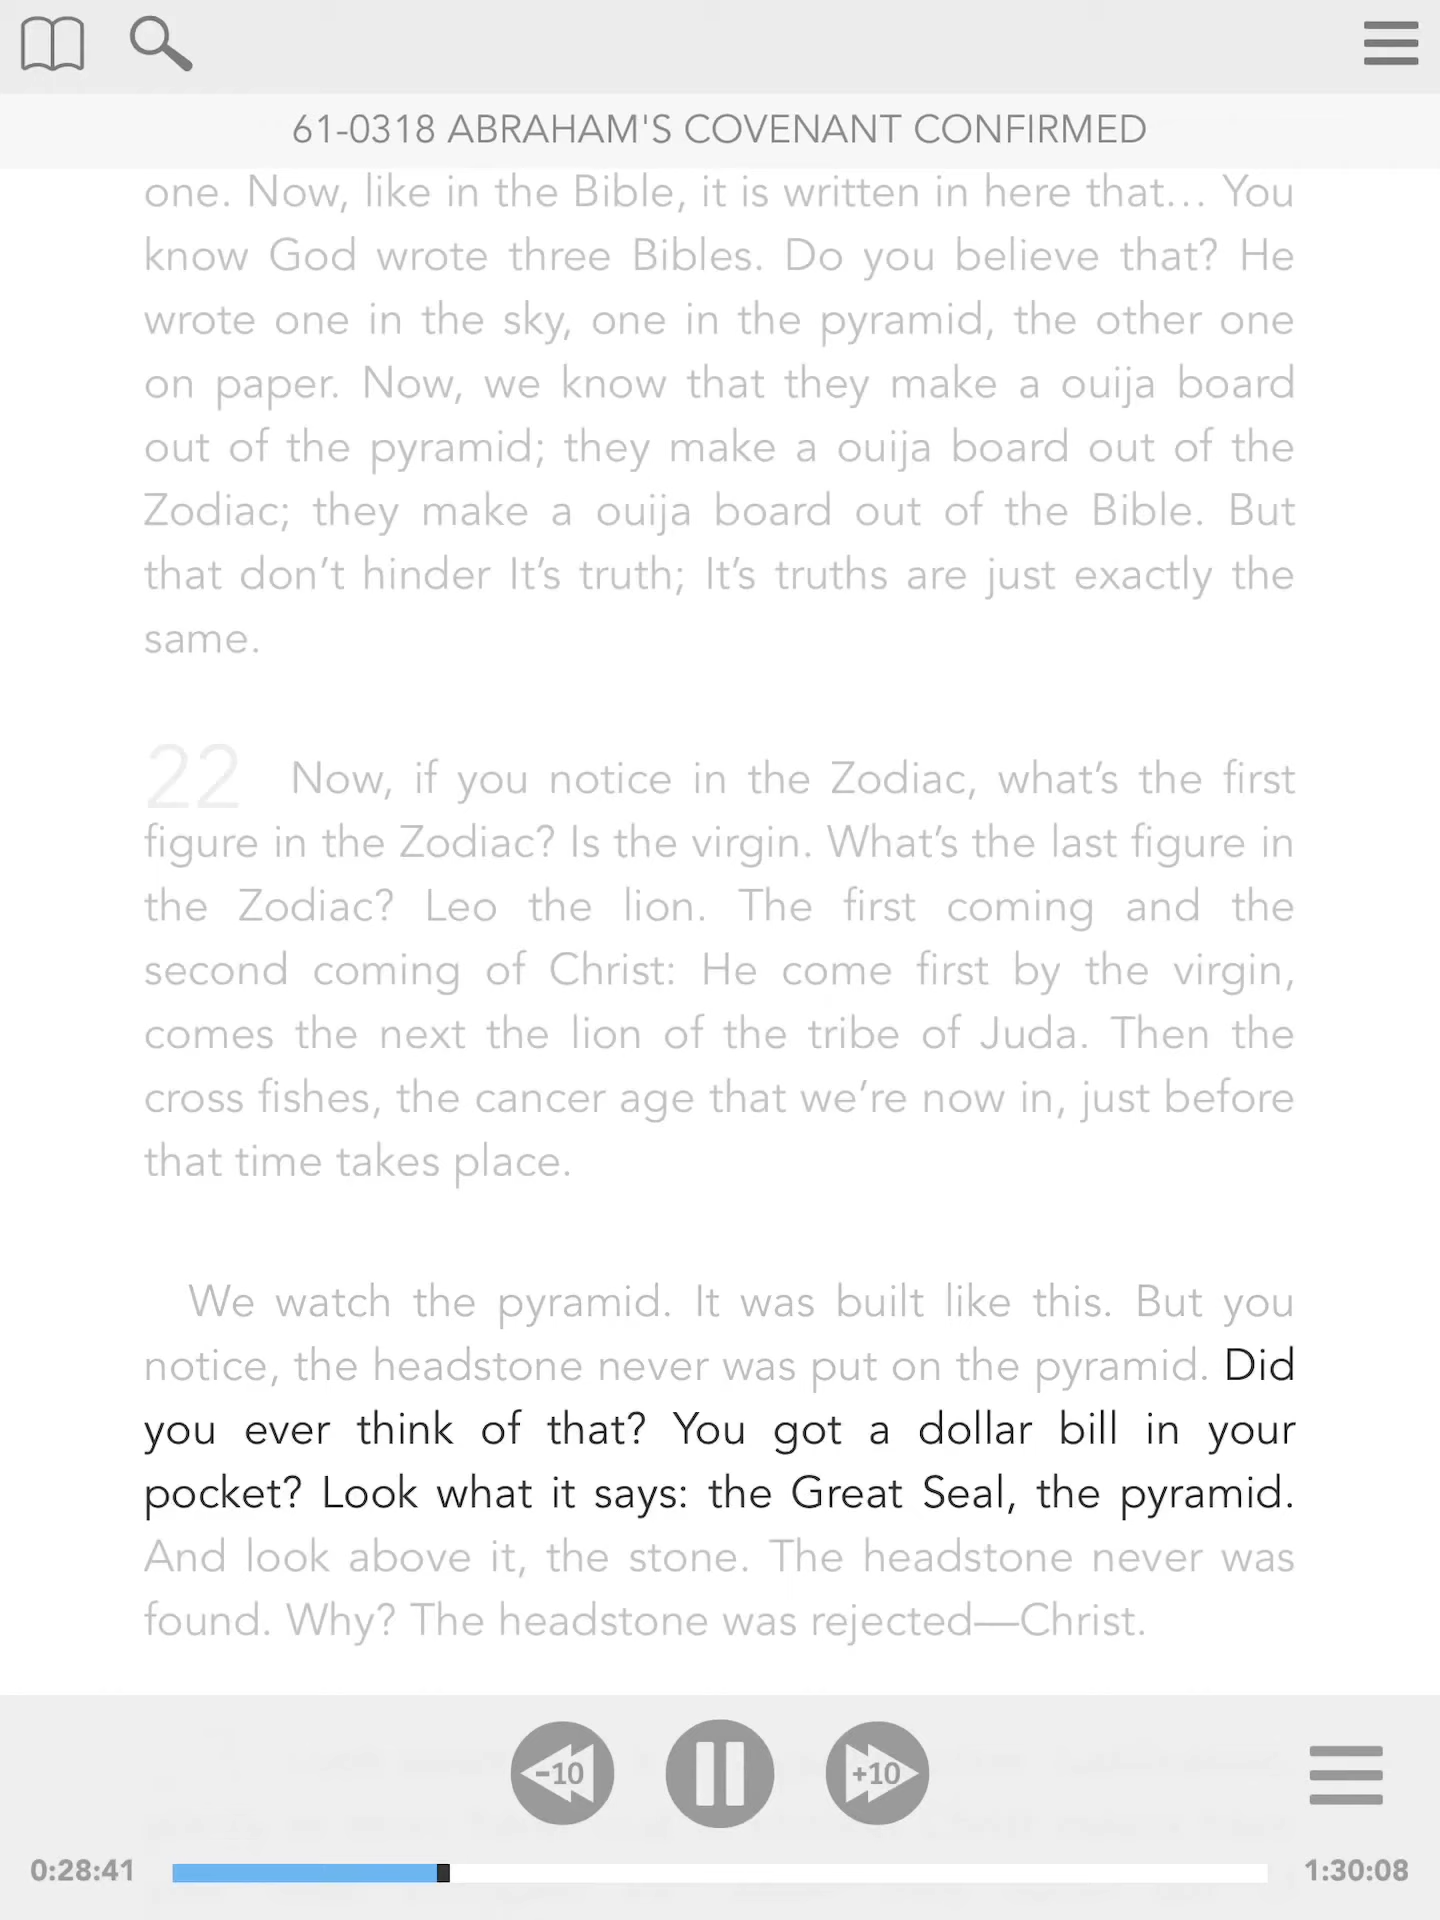 61-0318 ABRAHAM'S COVENANT CONFIRMED
one. Now, like in the Bible, it is written in here that… You
know God wrote three Bibles. Do you believe that? He
wrote one in the sky, one in the pyramid, the other one
on paper. Now, we know that they make a ouija board
out of the pyramid; they make a ouija board out of the
Zodiac; they make a ouija board out of the Bible. But
that don’t hinder It’s truth; It’s truths are just exactly the
same.
22 Now, if you notice in the Zodiac, what’s the first
figure in the Zodiac? Is the virgin. What’s the last figure in
the Zodiac? Leo the lion. The first coming and the
second coming of Christ: He come first by the virgin,
comes the next the lion of the tribe of Juda. Then the
cross fishes, the cancer age that we’re now in, just before
that time takes place.
We watch the pyramid. It was built like this. But you
notice, the headstone never was put on the pyramid. Did
you ever think of that? You got a dollar bill in your
pocket? Look what it says: the Great Seal, the pyramid.
And look above it, the stone. The headstone never was
found. Why? The headstone was rejected—Christ.
-10 +10
0:28:41 1:30:08